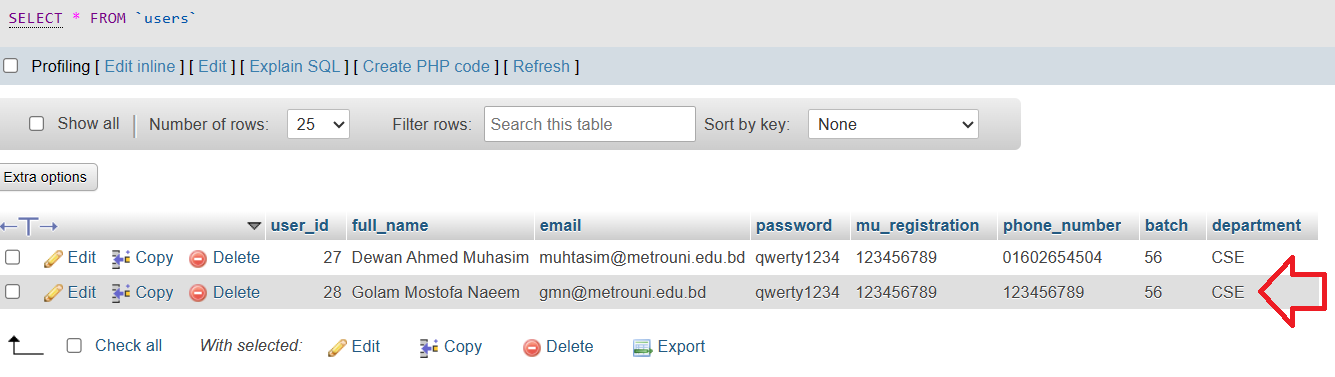 SELECT * FROM `users`
Profiling [ Edit inline ] [ Edit ] [ Explain SQL ] [ Create PHP code ] [ Refresh ]
Show all Number of rows: 25 Filter rows: Search this table Sort by key: None
Extra options
user_id full_name email password mu_registration phone_number batch department
Edit Copy Delete 27 Dewan Ahmed Muhasim muhtasim@metrouni.edu.bd qwerty1234 123456789 01602654504 56 CSE
Edit Copy Delete 28 Golam Mostofa Naeem gmn@metrouni.edu.bd qwerty1234 123456789 123456789 56 CSE
Check all With selected: Edit Copy Delete Export